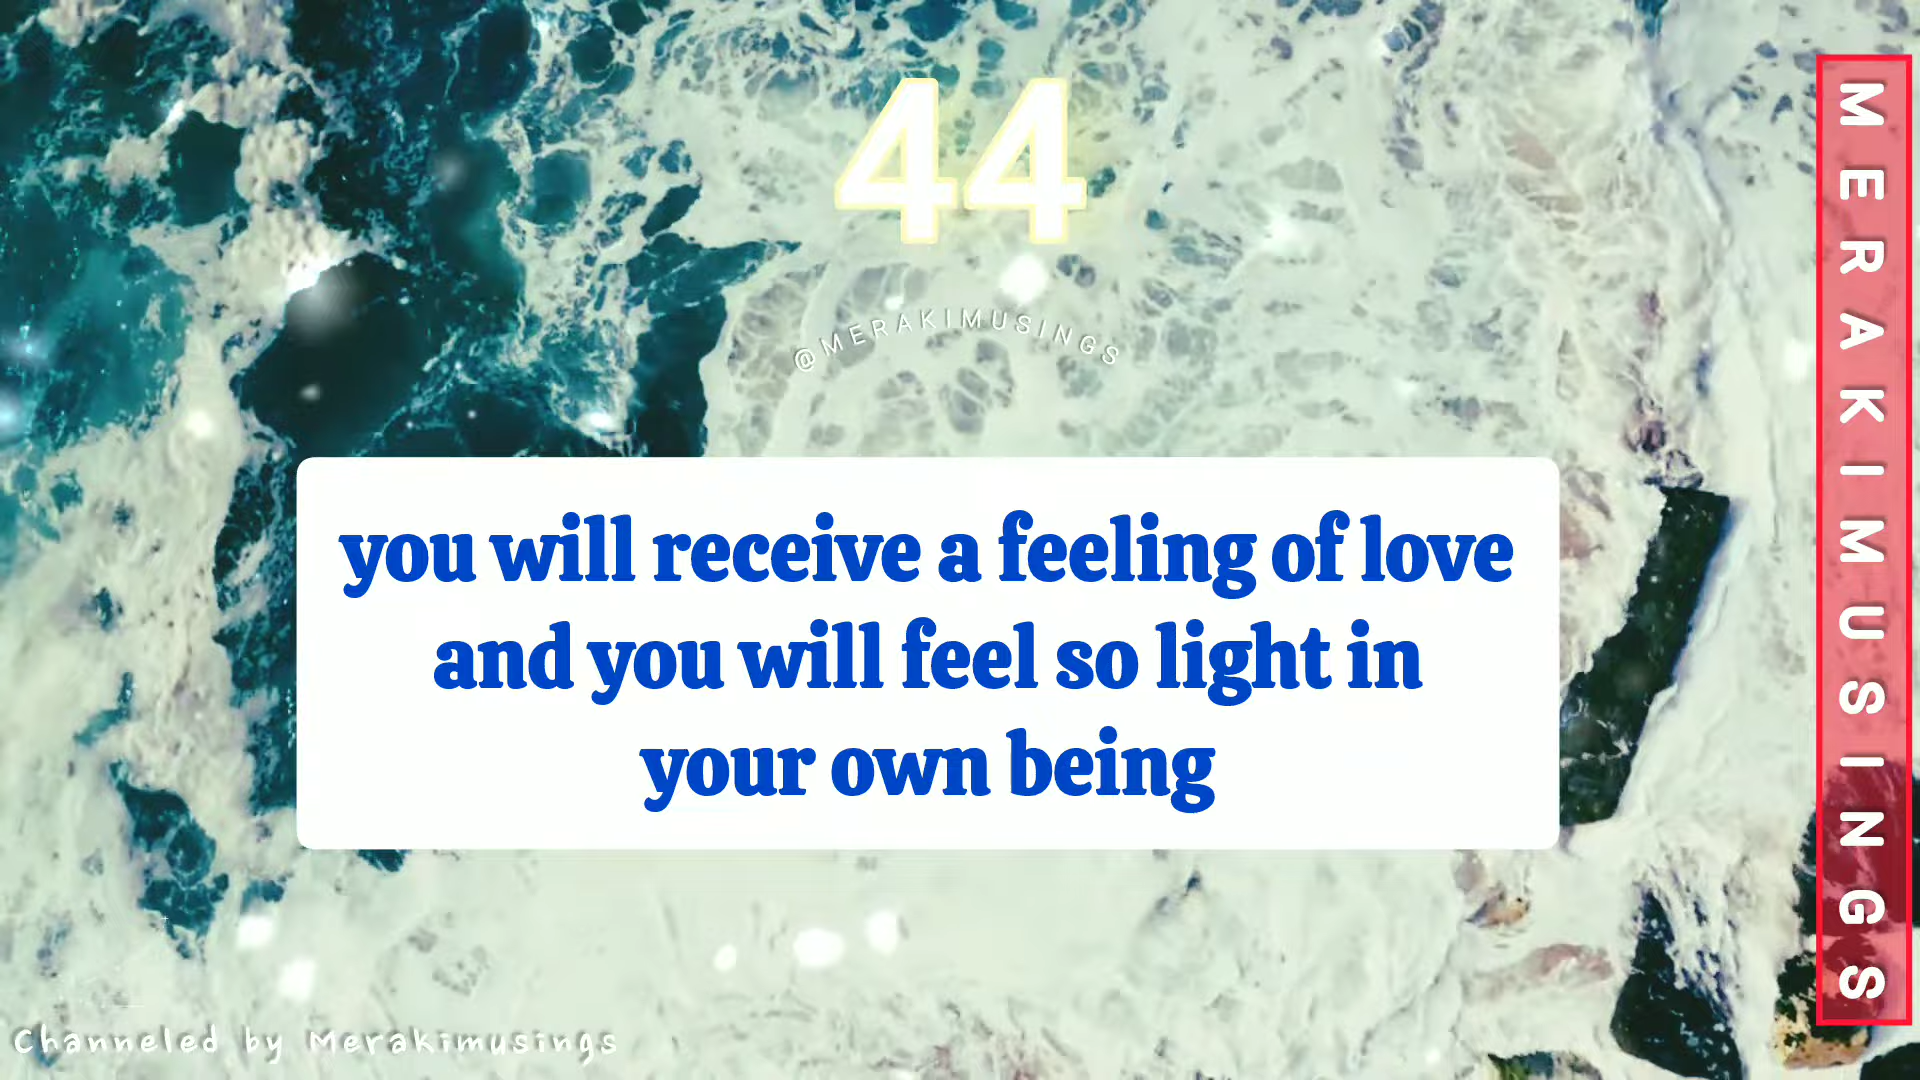 44
@MERAKIMUSINGS
you will receive a feeling of love
and you will feel so light in
your own being
MERAKIMUSINGS
Channeled by Merakimusings